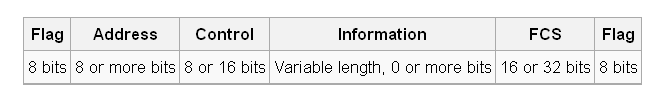 Flag Address Control Information FCS Flag
8 bits 8 or more bits 8 or 16 bits Variable length, 0 or more bits 16 or 32 bits 8 bits